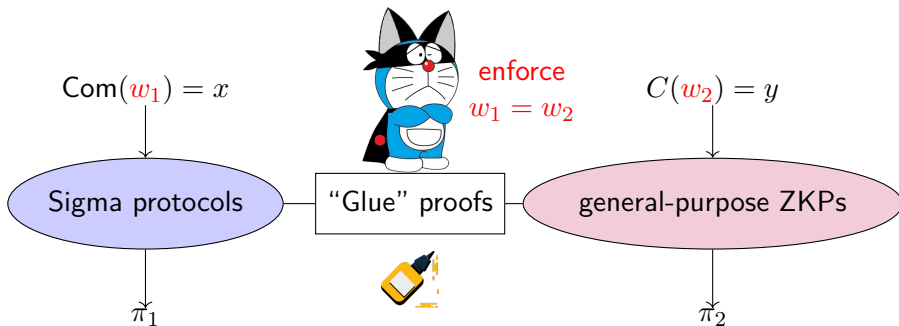 enforce
Com(w₁) = x
w₁ = w₂
C(w₂) = y
Sigma protocols
“Glue” proofs
general-purpose ZKPs
π₁
π₂